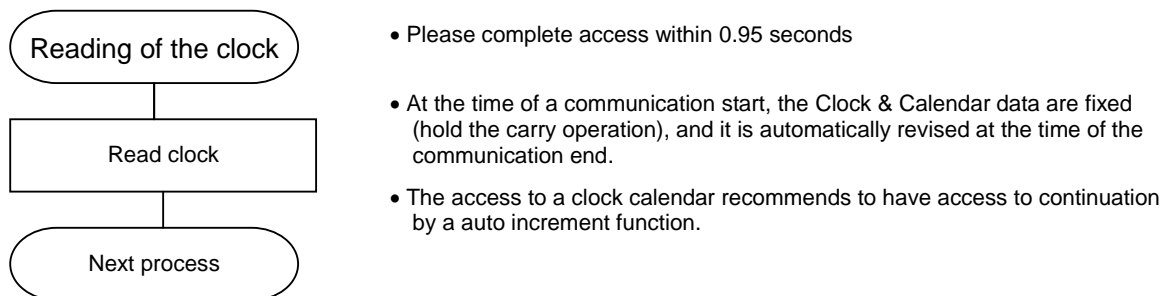 Reading of the clock
Read clock
Next process
• Please complete access within 0.95 seconds
• At the time of a communication start, the Clock & Calendar data are fixed
(hold the carry operation), and it is automatically revised at the time of the
communication end.
• The access to a clock calendar recommends to have access to continuation
by a auto increment function.